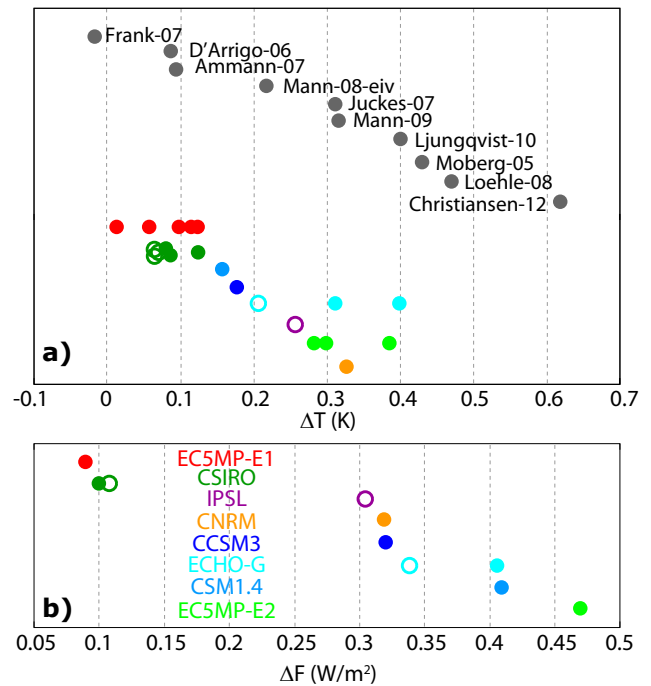 Frank-07
D'Arrigo-06
Ammann-07
Mann-08-eiv
Juckes-07
Mann-09
Ljungqvist-10
Moberg-05
Loehle-08
Christiansen-12
a)
-0.1 0 0.1 0.2 0.3 0.4 0.5 0.6 0.7
ΔT (K)
EC5MP-E1
CSIRO
IPSL
CNRM
CCSM3
ECHO-G
CSM1.4
b) EC5MP-E2
0.05 0.1 0.15 0.2 0.25 0.3 0.35 0.4 0.45 0.5
ΔF (W/m²)